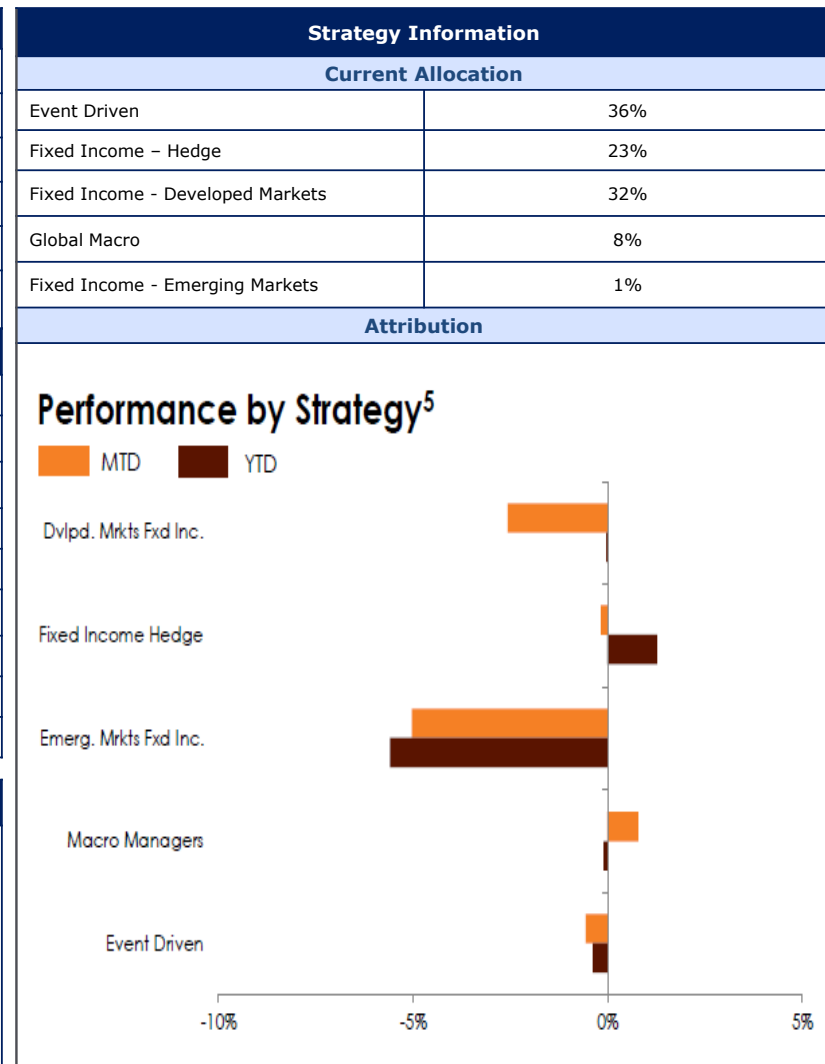 Strategy Information
Current Allocation
Event Driven 36%
Fixed Income – Hedge 23%
Fixed Income - Developed Markets 32%
Global Macro 8%
Fixed Income - Emerging Markets 1%
Attribution
Performance by Strategy5
MTD YTD
Dvlpd. Mrkts Fxd Inc.
Fixed Income Hedge
Emerg. Mrkts Fxd Inc.
Macro Managers
Event Driven
-10% -5% 0% 5%